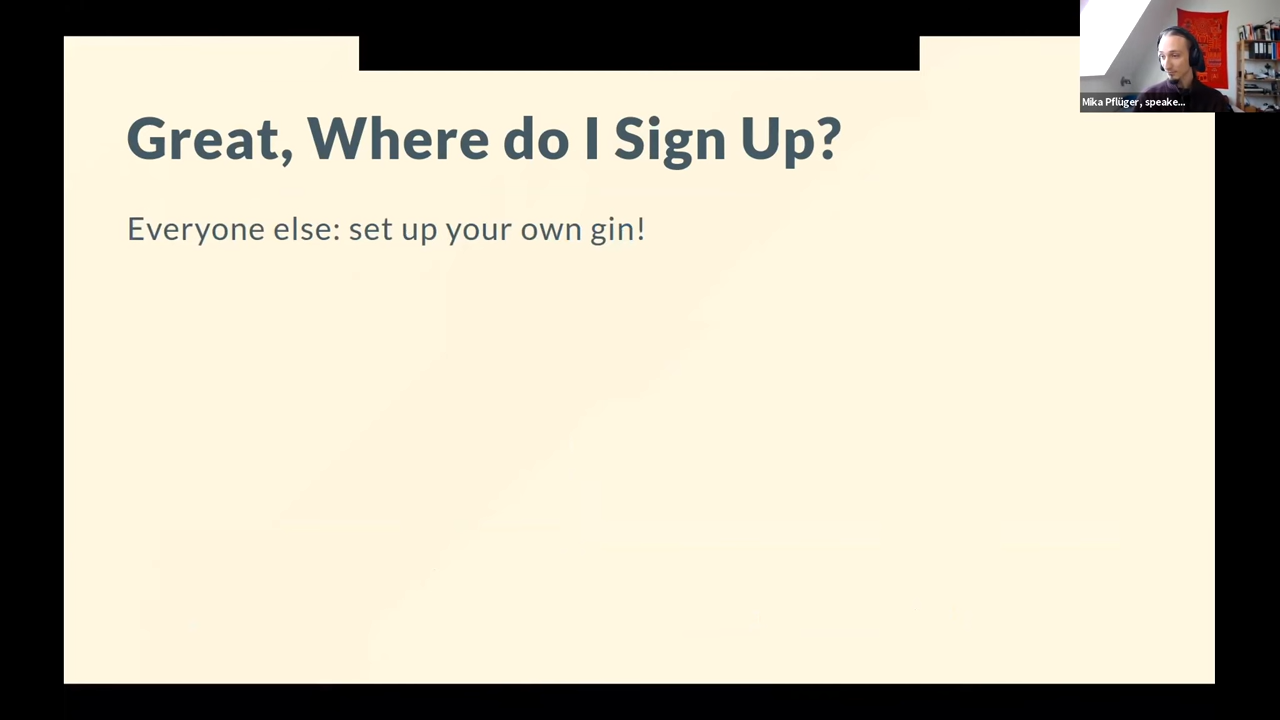 Great, Where do I Sign Up?
Everyone else: set up your own gin!
Mika Pflüger, speake...